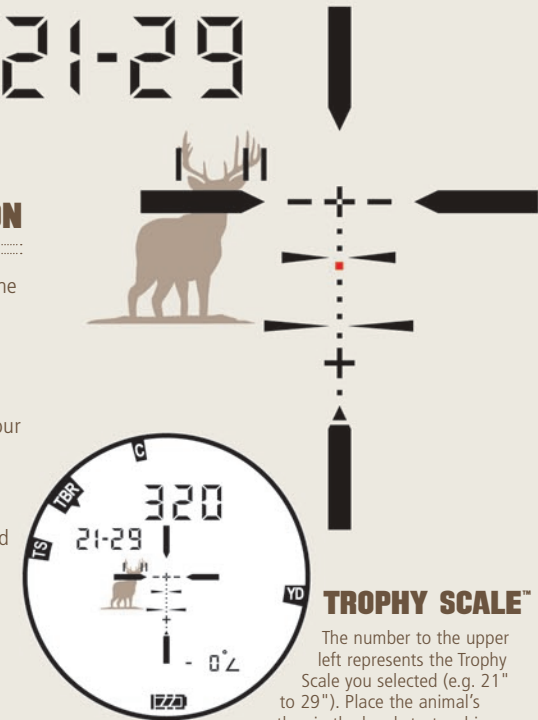 21-29
ON
our
C
TBR
TS
320
21-29
YD
- 0°∠
TROPHY SCALE™
The number to the upper
left represents the Trophy
Scale you selected (e.g. 21"
to 29"). Place the animal's